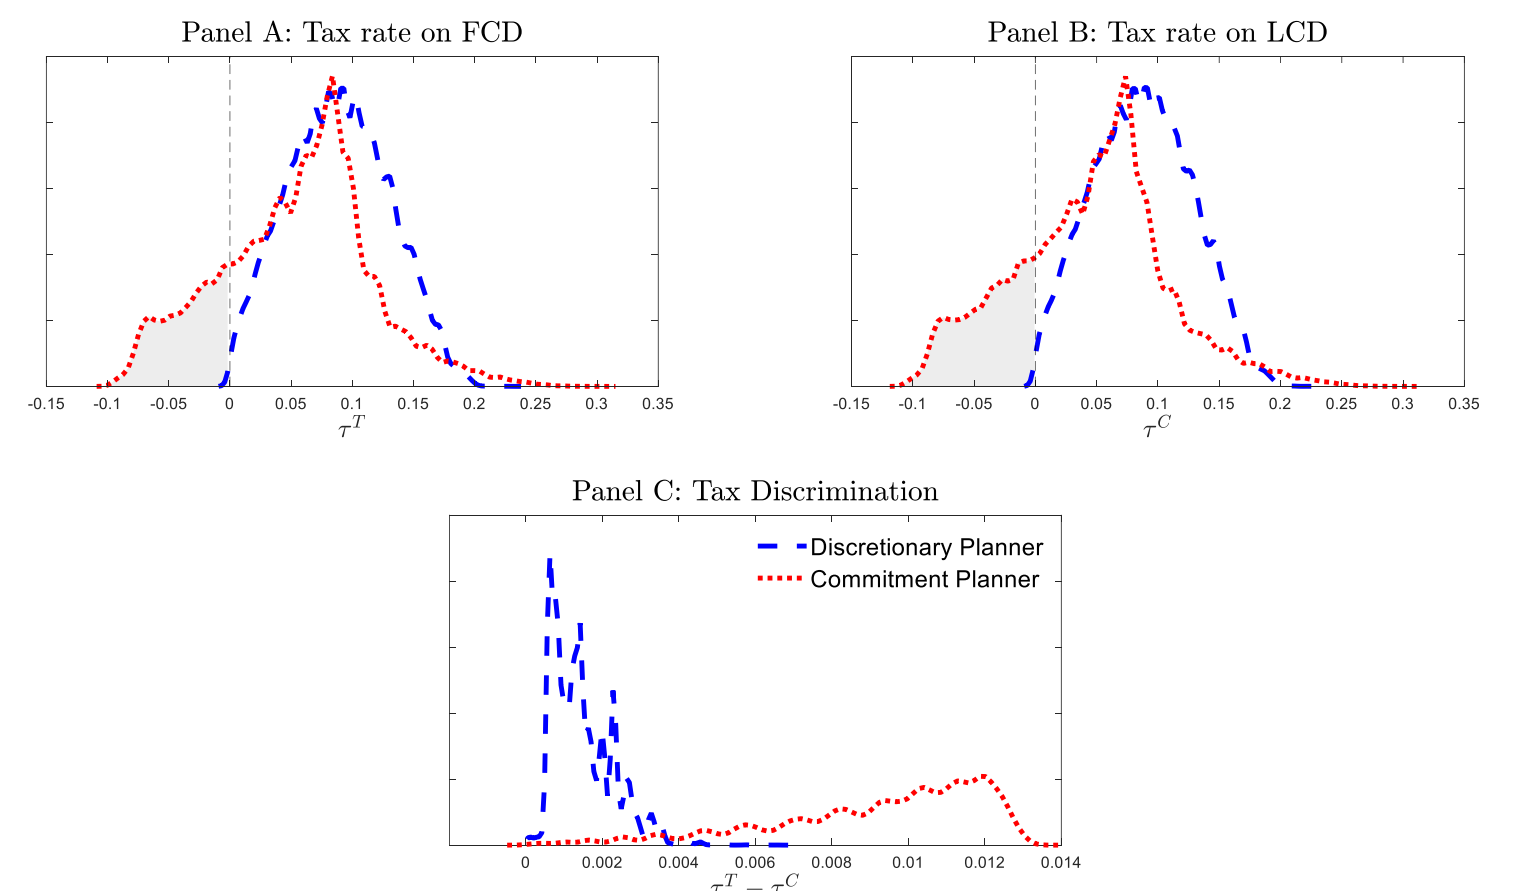 Panel A: Tax rate on FCD
Panel B: Tax rate on LCD
-0.15 -0.1 -0.05 0 0.05 0.1 0.15 0.2 0.25 0.3 0.35
τ^T
-0.15 -0.1 -0.05 0 0.05 0.1 0.15 0.2 0.25 0.3 0.35
τ^C
Panel C: Tax Discrimination
Discretionary Planner
Commitment Planner
0 0.002 0.004 0.006 0.008 0.01 0.012 0.014
τ^T − τ^C